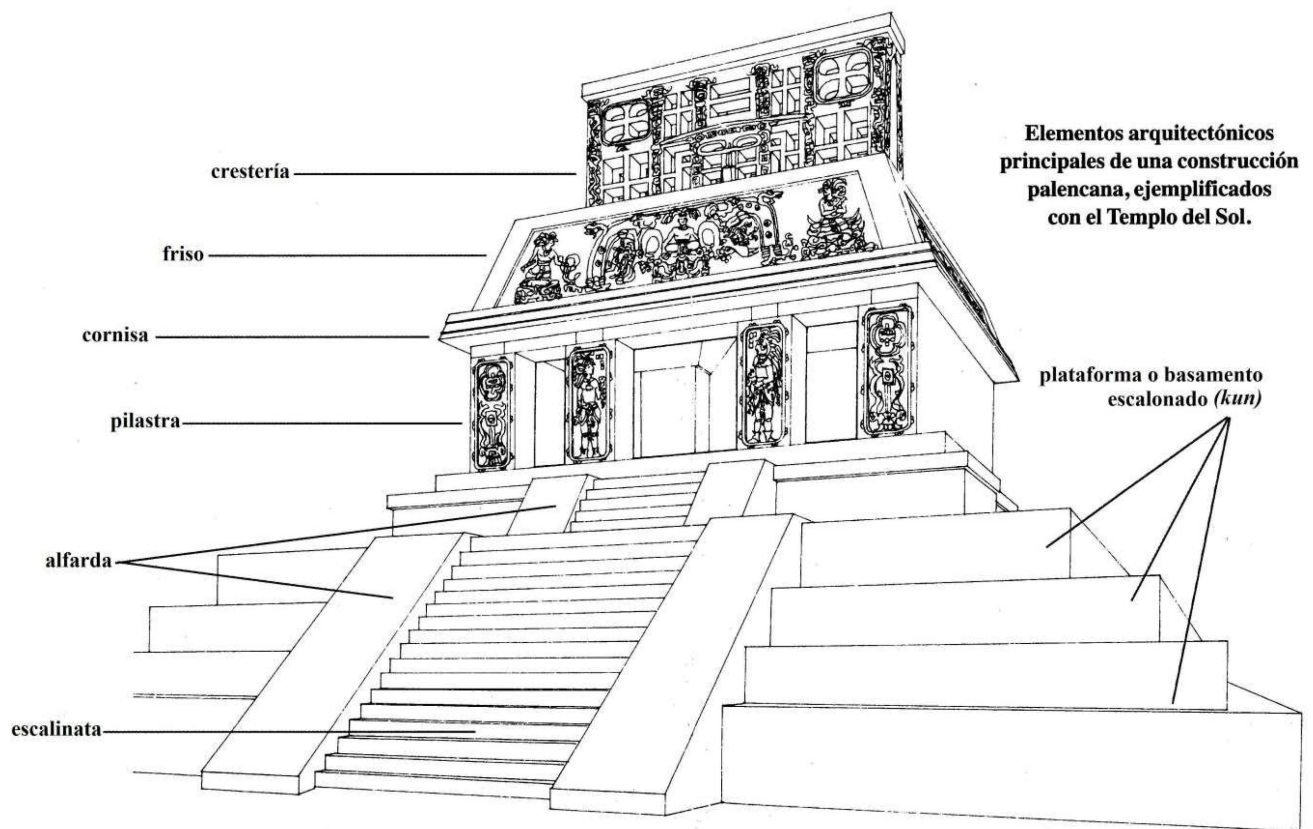 Elementos arquitectónicos
principales de una construcción
palencana, ejemplificados
con el Templo del Sol.
crestería
friso
cornisa
pilastra
alfarda
escalinata
plataforma o basamento
escalonado (kun)